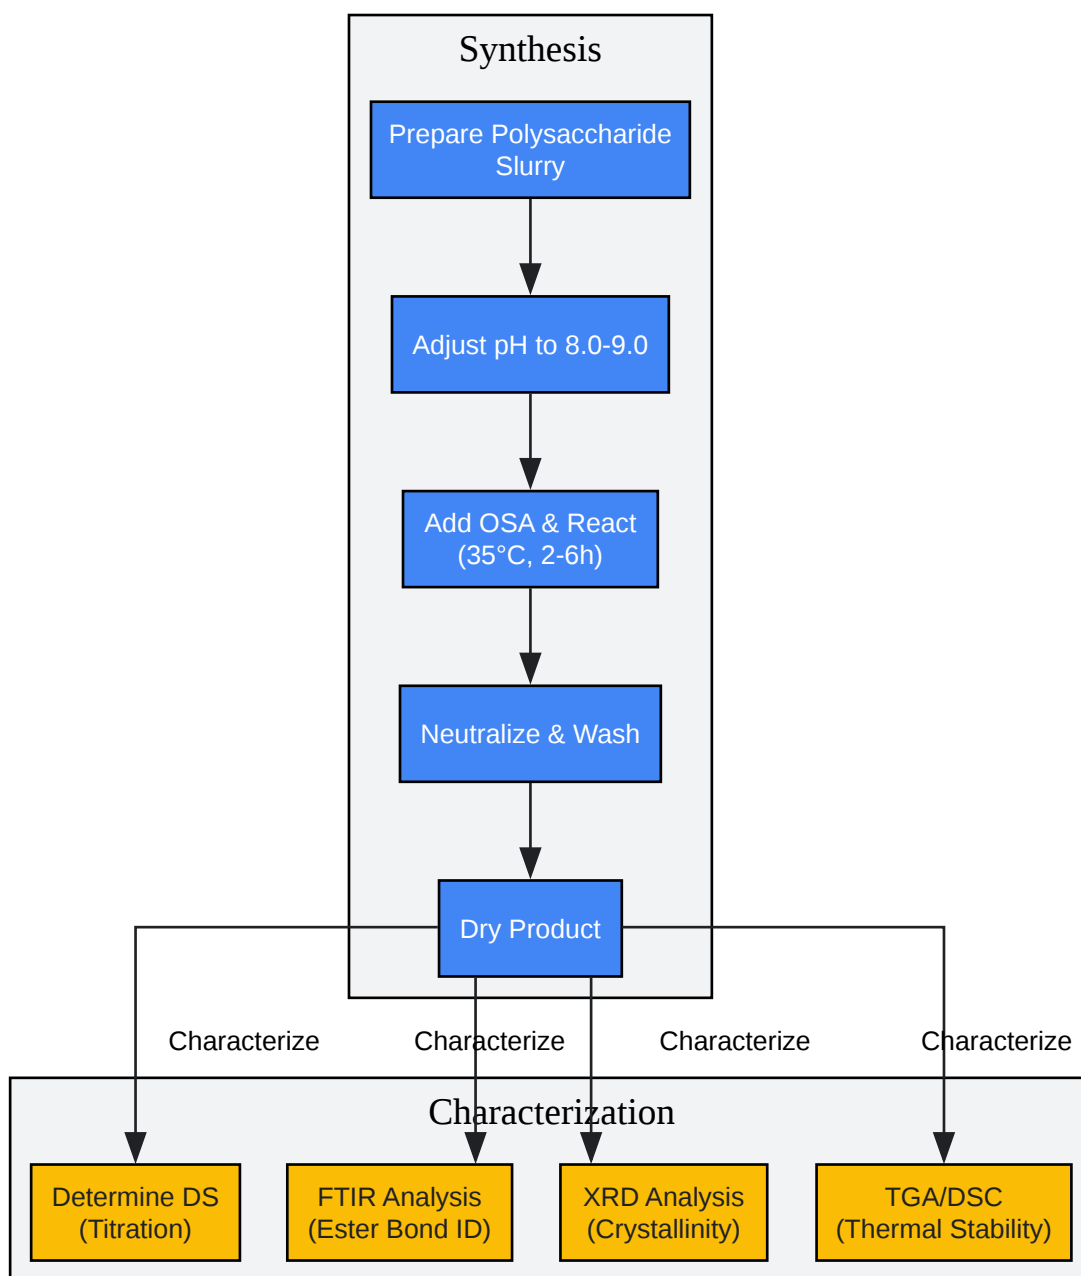 Synthesis
Prepare Polysaccharide
Slurry
Adjust pH to 8.0-9.0
Add OSA & React
(35°C, 2-6h)
Neutralize & Wash
Dry Product
Characterize
Characterize
Characterize
Characterize
Characterization
Determine DS
(Titration)
FTIR Analysis
(Ester Bond ID)
XRD Analysis
(Crystallinity)
TGA/DSC
(Thermal Stability)